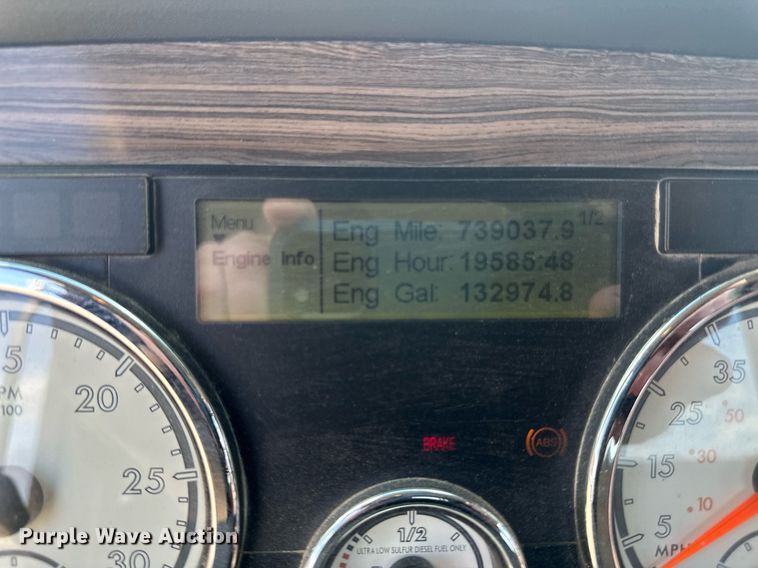 Menu
Engine Info
1/2
Eng Mile: 739037.9
Eng Hour: 19585:48
Eng Gal: 132974.8
5
20
25
30
PM
100
BRAKE
ABS
1/2
ULTRA LOW SULFUR DIESEL FUEL ONLY
35
25
50
15
30
10
5
MPH
Purple Wave Auction